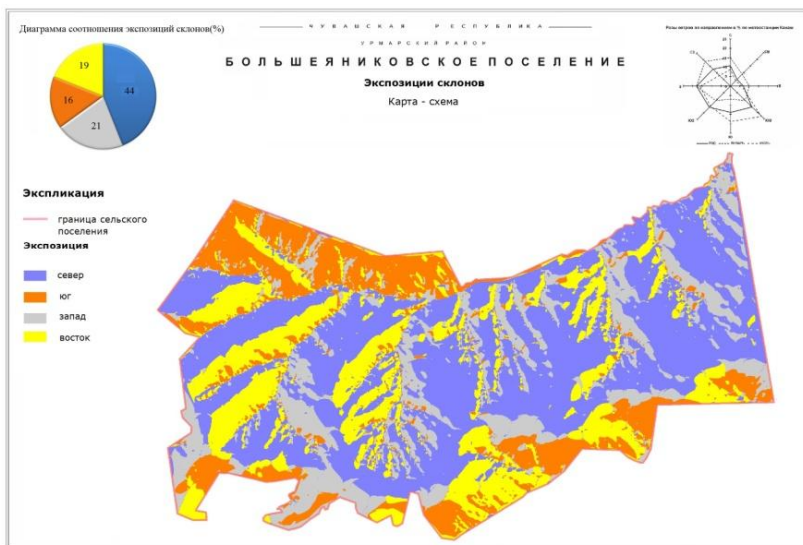 Диаграмма соотношения экспозиций склонов(%)
19
44
16
21
ЧУВАШСКАЯ РЕСПУБЛИКА
УРМАРСКИЙ РАЙОН
БОЛЬШЕЯНИКОВСКОЕ ПОСЕЛЕНИЕ
Экспозиции склонов
Карта - схема
Экспликация
граница сельского
поселения
Экспозиция
север
юг
запад
восток